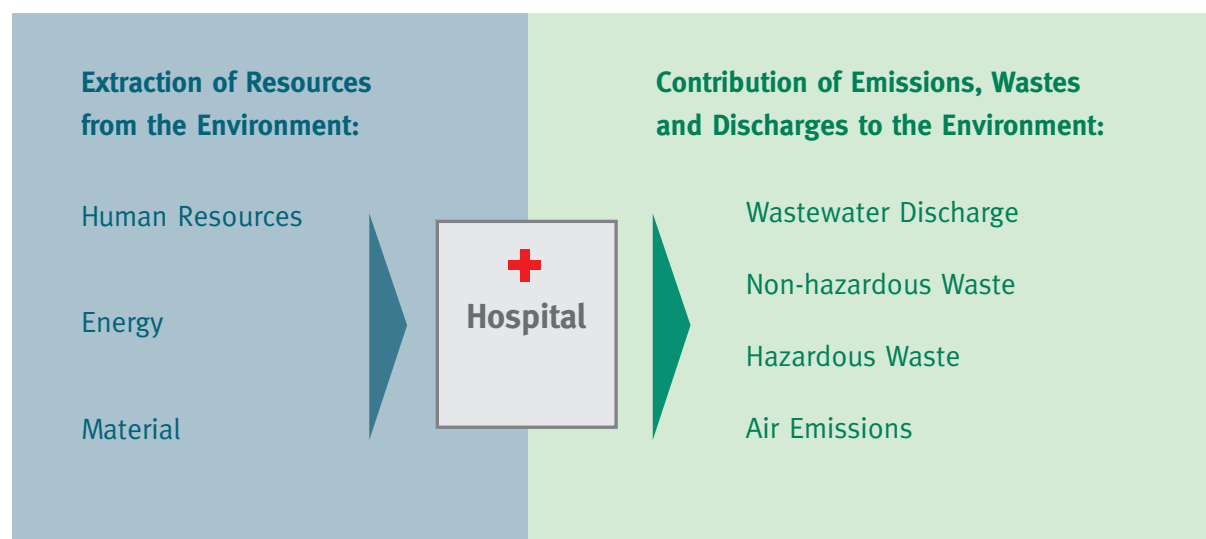 Extraction of Resources
from the Environment:
Human Resources
Energy
Material
Hospital
Contribution of Emissions, Wastes
and Discharges to the Environment:
Wastewater Discharge
Non-hazardous Waste
Hazardous Waste
Air Emissions